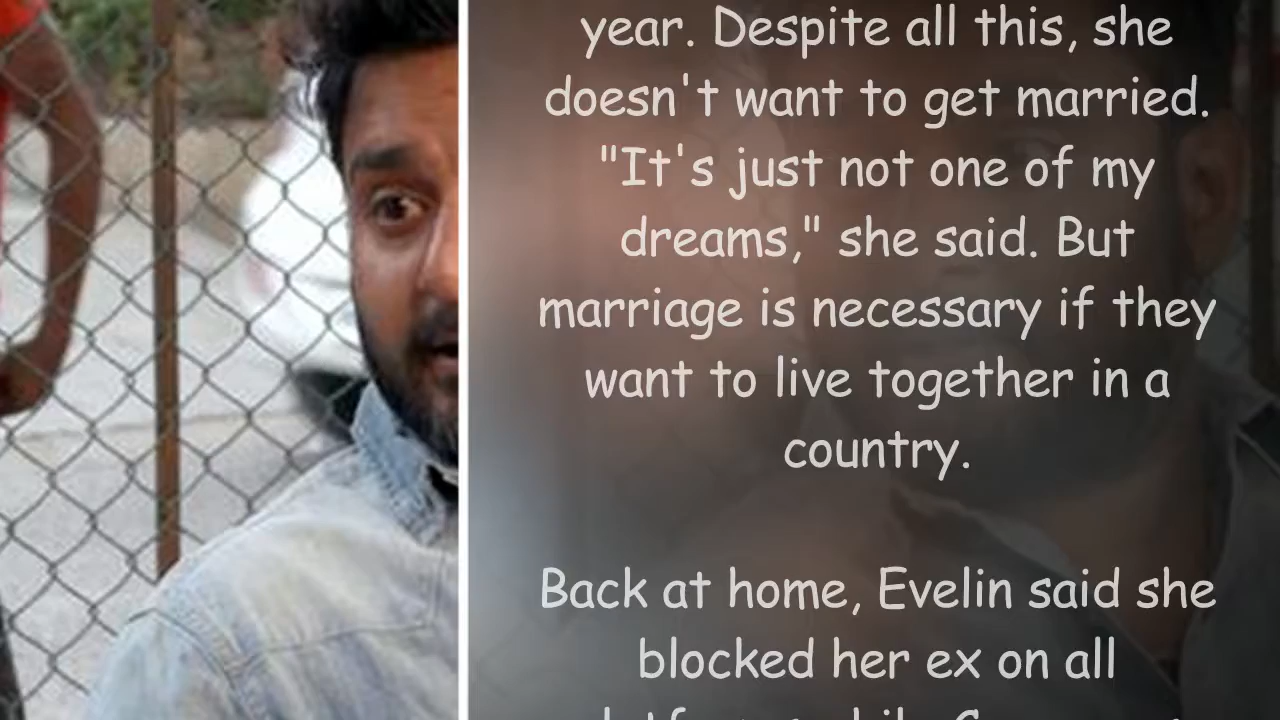 year. Despite all this, she
doesn't want to get married.
"It's just not one of my
dreams," she said. But
marriage is necessary if they
want to live together in a
country.
Back at home, Evelin said she
blocked her ex on all